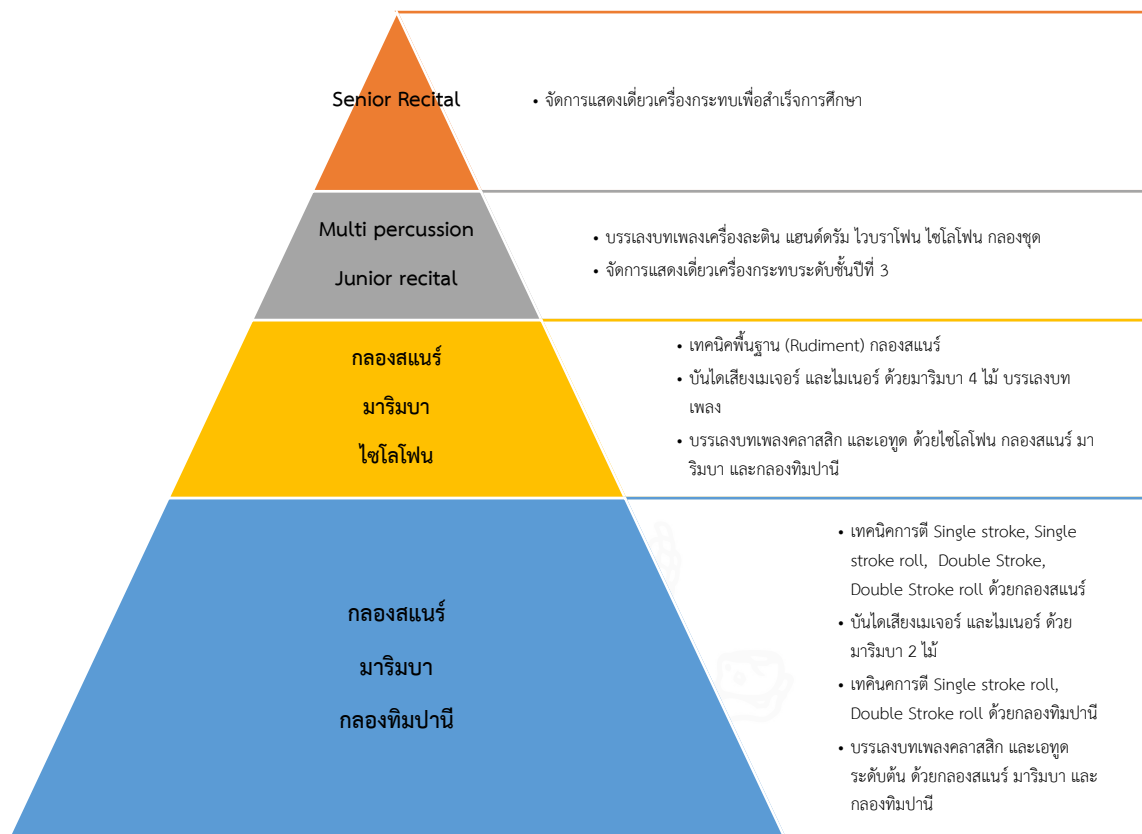 Senior Recital
• จัดการแสดงเดี่ยวเครื่องกระทบเพื่อสำเร็จการศึกษา
Multi percussion
Junior recital
• บรรเลงบทเพลงเครื่องละติน แฮนด์ดรัม ไวบราโฟน ไซโลโฟน กลองชุด
• จัดการแสดงเดี่ยวเครื่องกระทบระดับชั้นปีที่ 3
กลองสแนร์
มาริมบา
ไซโลโฟน
• เทคนิคพื้นฐาน (Rudiment) กลองสแนร์
• บันไดเสียงเมเจอร์ และไมเนอร์ ด้วยมาริมบา 4 ไม้ บรรเลงบท
เพลง
• บรรเลงบทเพลงคลาสสิก และเอทูด ด้วยไซโลโฟน กลองสแนร์ มา
ริมบา และกลองทิมปานี
กลองสแนร์
มาริมบา
กลองทิมปานี
• เทคนิคการตี Single stroke, Single
stroke roll, Double Stroke,
Double Stroke roll ด้วยกลองสแนร์
• บันไดเสียงเมเจอร์ และไมเนอร์ ด้วย
มาริมบา 2 ไม้
• เทคินคการตี Single stroke roll,
Double Stroke roll ด้วยกลองทิมปานี
• บรรเลงบทเพลงคลาสสิก และเอทูด
ระดับต้น ด้วยกลองสแนร์ มาริมบา และ
กลองทิมปานี